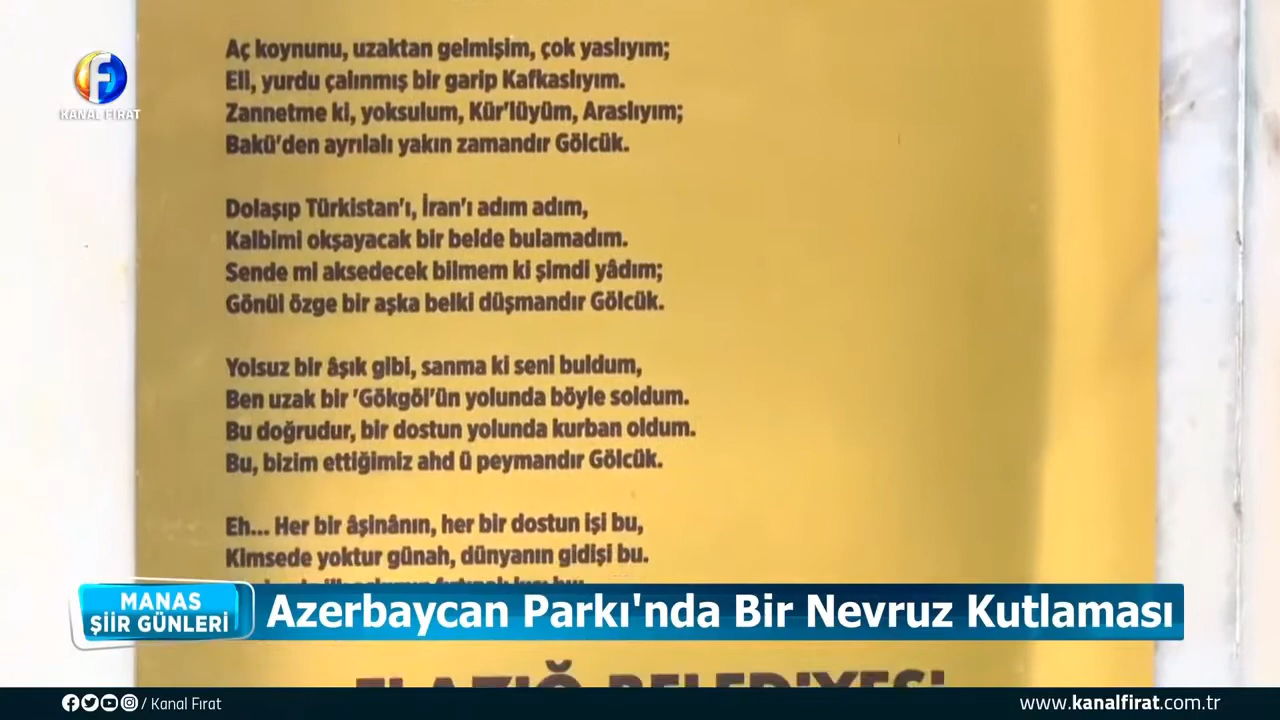 Aç koynunu, uzaktan gelmişim, çok yaslıyım;
Eli, yurdu çalınmış bir garip Kafkaslıyım.
Zannetme ki, yoksulum, Kür'lüyüm, Araslıyım;
Bakü'den ayrılalı yakın zamandır Gölcük.
Dolaşıp Türkistan'ı, İran'ı adım adım,
Kalbimi okşayacak bir belde bulamadım.
Sende mi aksedecek bilmem ki şimdi yâdım;
Gönül özge bir aşka belki düşmandır Gölcük.
Yolsuz bir âşık gibi, sanma ki seni buldum,
Ben uzak bir 'Gökgöl'ün yolunda böyle soldum.
Bu doğrudur, bir dostun yolunda kurban oldum.
Bu, bizim ettiğimiz ahd ü peymandır Gölcük.
Eh... Her bir âşinânın, her bir dostun işi bu,
Kimsede yoktur günah, dünyanın gidişi bu.
KANAL FIRAT
MANAS
ŞİİR GÜNLERİ
Azerbaycan Parkı'nda Bir Nevruz Kutlaması
ELAZIĞ BELEDİYESİ
/ Kanal Fırat
www.kanalfirat.com.tr